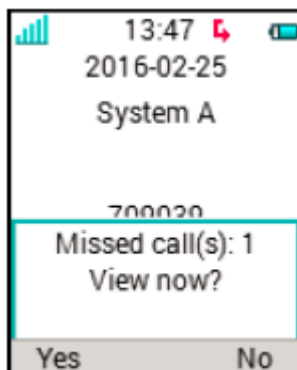 13:47
2016-02-25
System A
Missed call(s): 1
View now?
Yes No